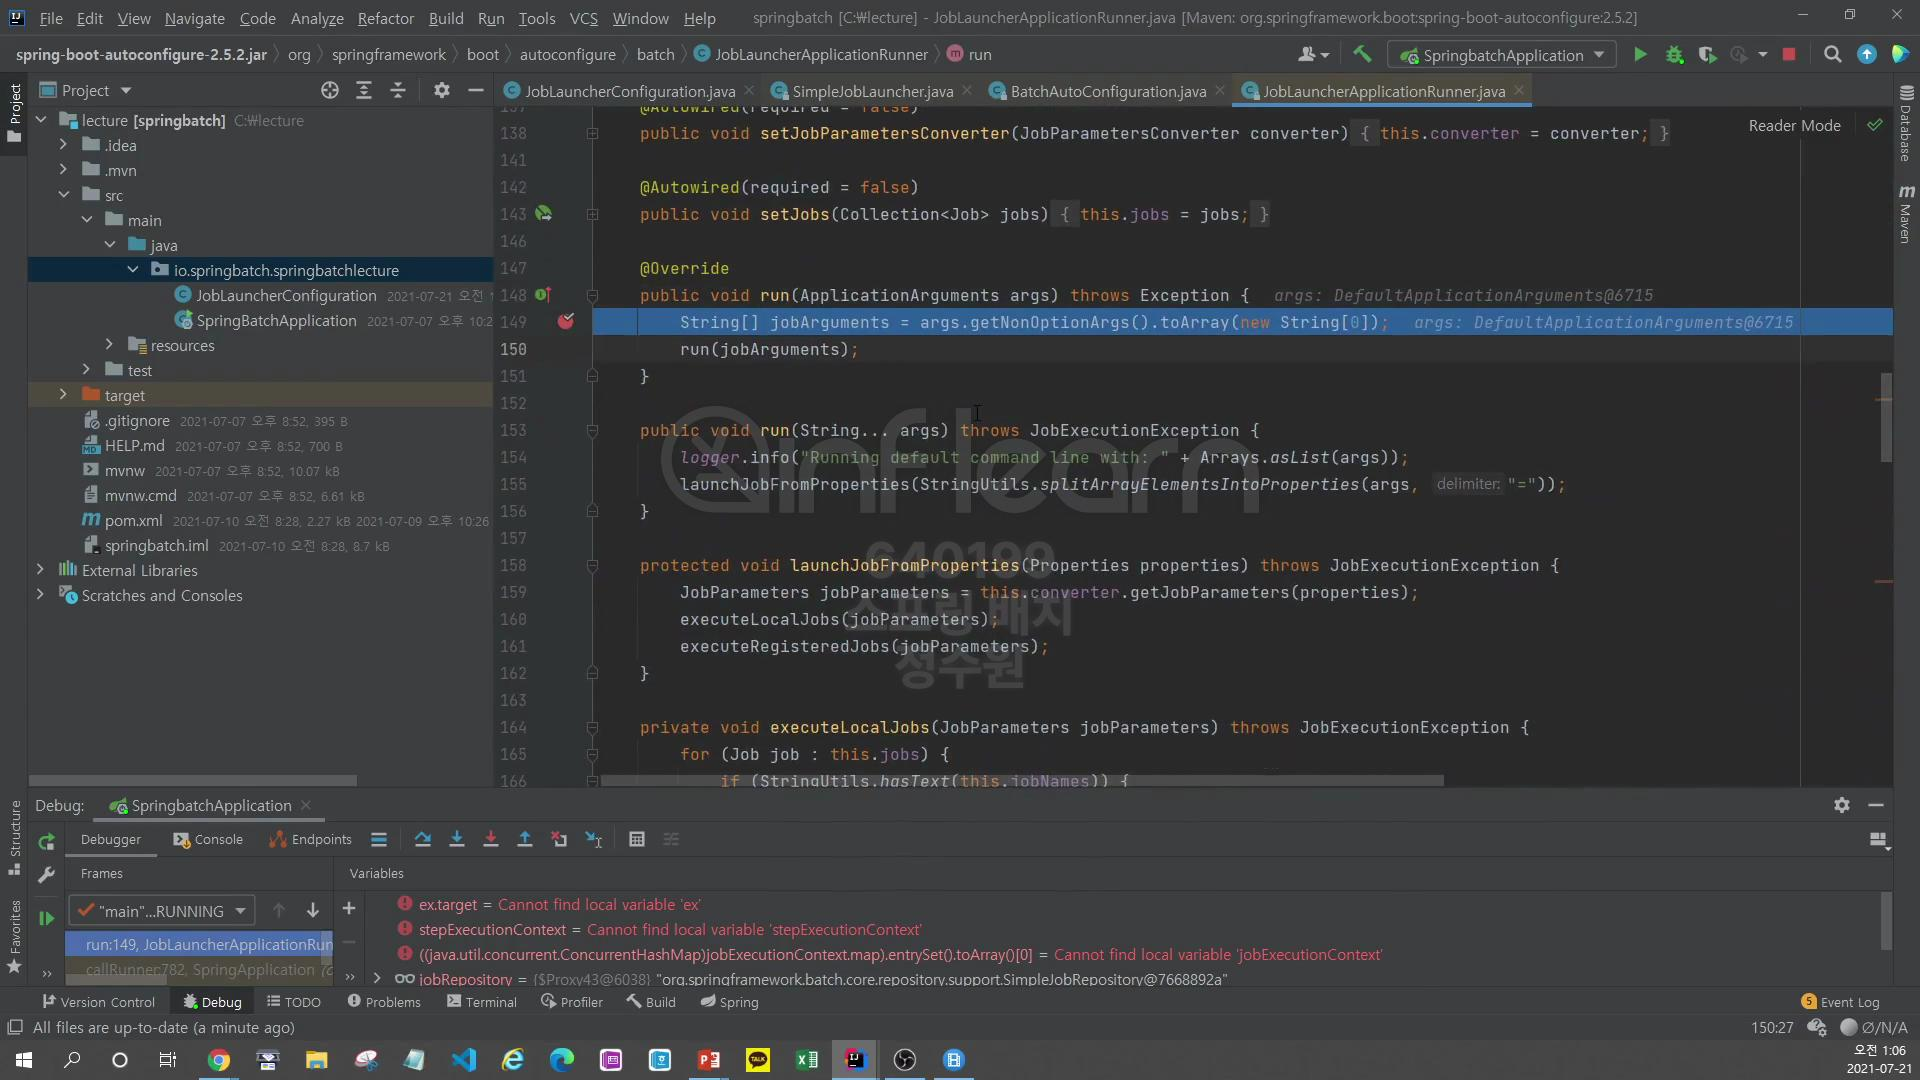 File Edit View Navigate Code Analyze Refactor Build Run Tools VCS Window Help springbatch [C:₩lecture] - JobLauncherApplicationRunner.java [Maven: org.springframework.boot:spring-boot-autoconfigure:2.5.2]
spring-boot-autoconfigure-2.5.2.jar org springframework boot autoconfigure batch JobLauncherApplicationRunner run SpringbatchApplication
Project JobLauncherConfiguration.java SimpleJobLauncher.java BatchAutoConfiguration.java JobLauncherApplicationRunner.java
Project
Structure
Favorites
Database
Maven
Reader Mode
lecture [springbatch] C:₩lecture
.idea
.mvn
src
main
java
io.springbatch.springbatchlecture
JobLauncherConfiguration 2021-07-21 오전 1
SpringBatchApplication 2021-07-07 오후 10:2
resources
test
target
.gitignore 2021-07-07 오후 8:52, 395 B
HELP.md 2021-07-07 오후 8:52, 700 B
mvnw 2021-07-07 오후 8:52, 10.07 kB
mvnw.cmd 2021-07-07 오후 8:52, 6.61 kB
pom.xml 2021-07-10 오전 8:28, 2.27 kB 2021-07-09 오후 10:26
springbatch.iml 2021-07-10 오전 8:28, 8.7 kB
External Libraries
Scratches and Consoles
137 @Autowired(required = false)
138 public void setJobParametersConverter(JobParametersConverter converter) { this.converter = converter; }
141
142 @Autowired(required = false)
143 public void setJobs(Collection<Job> jobs) { this.jobs = jobs; }
146
147 @Override
148 public void run(ApplicationArguments args) throws Exception { args: DefaultApplicationArguments@6715
149 String[] jobArguments = args.getNonOptionArgs().toArray(new String[0]); args: DefaultApplicationArguments@6715
150 run(jobArguments);
151 }
152
153 public void run(String... args) throws JobExecutionException {
154 logger.info("Running default command line with: " + Arrays.asList(args));
155 launchJobFromProperties(StringUtils.splitArrayElementsIntoProperties(args, delimiter: "="));
156 }
157
158 protected void launchJobFromProperties(Properties properties) throws JobExecutionException {
159 JobParameters jobParameters = this.converter.getJobParameters(properties);
160 executeLocalJobs(jobParameters);
161 executeRegisteredJobs(jobParameters);
162 }
163
164 private void executeLocalJobs(JobParameters jobParameters) throws JobExecutionException {
165 for (Job job : this.jobs) {
166 if (StringUtils.hasText(this.jobNames)) {
inflearn
640199
스프링 배치
정수원
Debug: SpringbatchApplication
Debugger Console Endpoints
Frames Variables
"main"...RUNNING
run:149, JobLauncherApplicationRun
callRunner:782, SpringApplication (o
ex.target = Cannot find local variable 'ex'
stepExecutionContext = Cannot find local variable 'stepExecutionContext'
((java.util.concurrent.ConcurrentHashMap)jobExecutionContext.map).entrySet().toArray()[0] = Cannot find local variable 'jobExecutionContext'
jobRepository = {$Proxy43@6038} "org.springframework.batch.core.repository.support.SimpleJobRepository@7668892a"
Version Control Debug TODO Problems Terminal Profiler Build Spring 5 Event Log
All files are up-to-date (a minute ago) 150:27 Ø/N/A
TALK
오전 1:06
2021-07-21